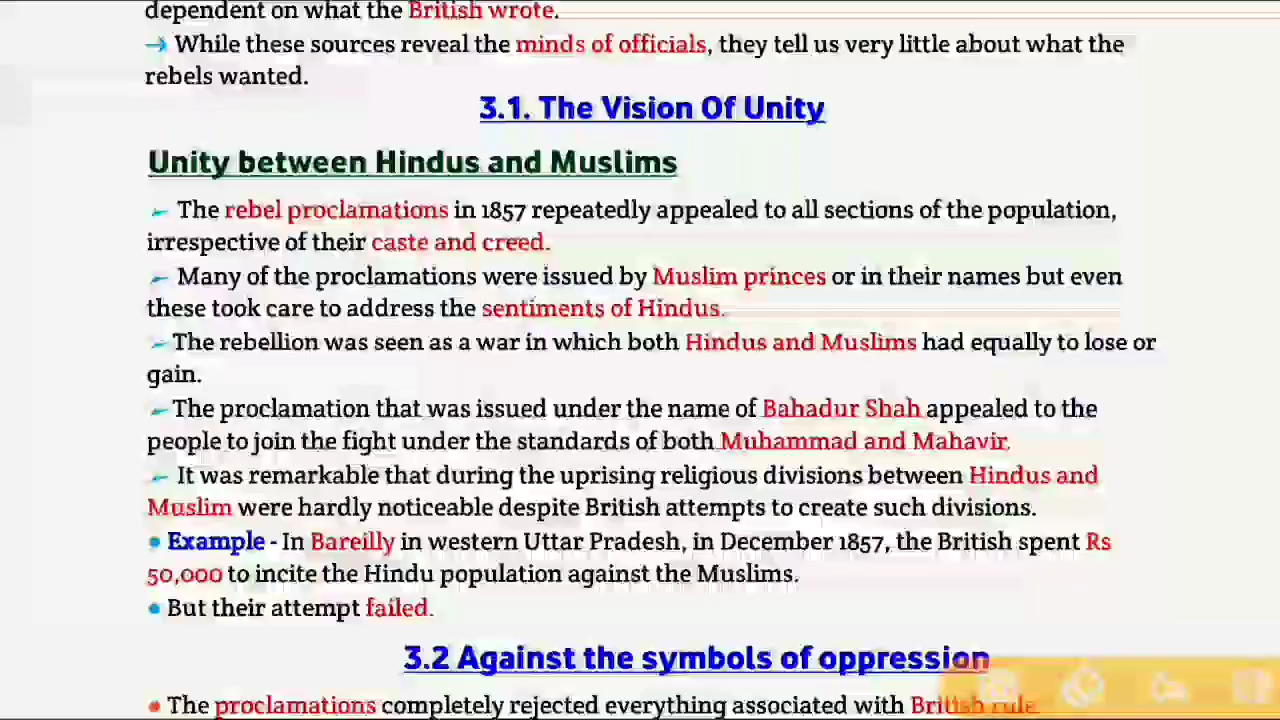 dependent on what the British wrote.
→ While these sources reveal the minds of officials, they tell us very little about what the
rebels wanted.
3.1. The Vision Of Unity
Unity between Hindus and Muslims
➢ The rebel proclamations in 1857 repeatedly appealed to all sections of the population,
irrespective of their caste and creed.
➢ Many of the proclamations were issued by Muslim princes or in their names but even
these took care to address the sentiments of Hindus.
➢ The rebellion was seen as a war in which both Hindus and Muslims had equally to lose or
gain.
➢ The proclamation that was issued under the name of Bahadur Shah appealed to the
people to join the fight under the standards of both Muhammad and Mahavir.
➢ It was remarkable that during the uprising religious divisions between Hindus and
Muslim were hardly noticeable despite British attempts to create such divisions.
• Example - In Bareilly in western Uttar Pradesh, in December 1857, the British spent Rs
50,000 to incite the Hindu population against the Muslims.
• But their attempt failed.
3.2 Against the symbols of oppression
• The proclamations completely rejected everything associated with British rule.